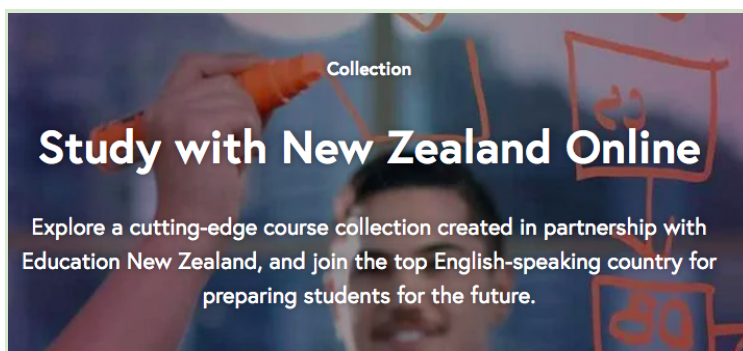 Collection
Study with New Zealand Online
Explore a cutting-edge course collection created in partnership with
Education New Zealand, and join the top English-speaking country for
preparing students for the future.